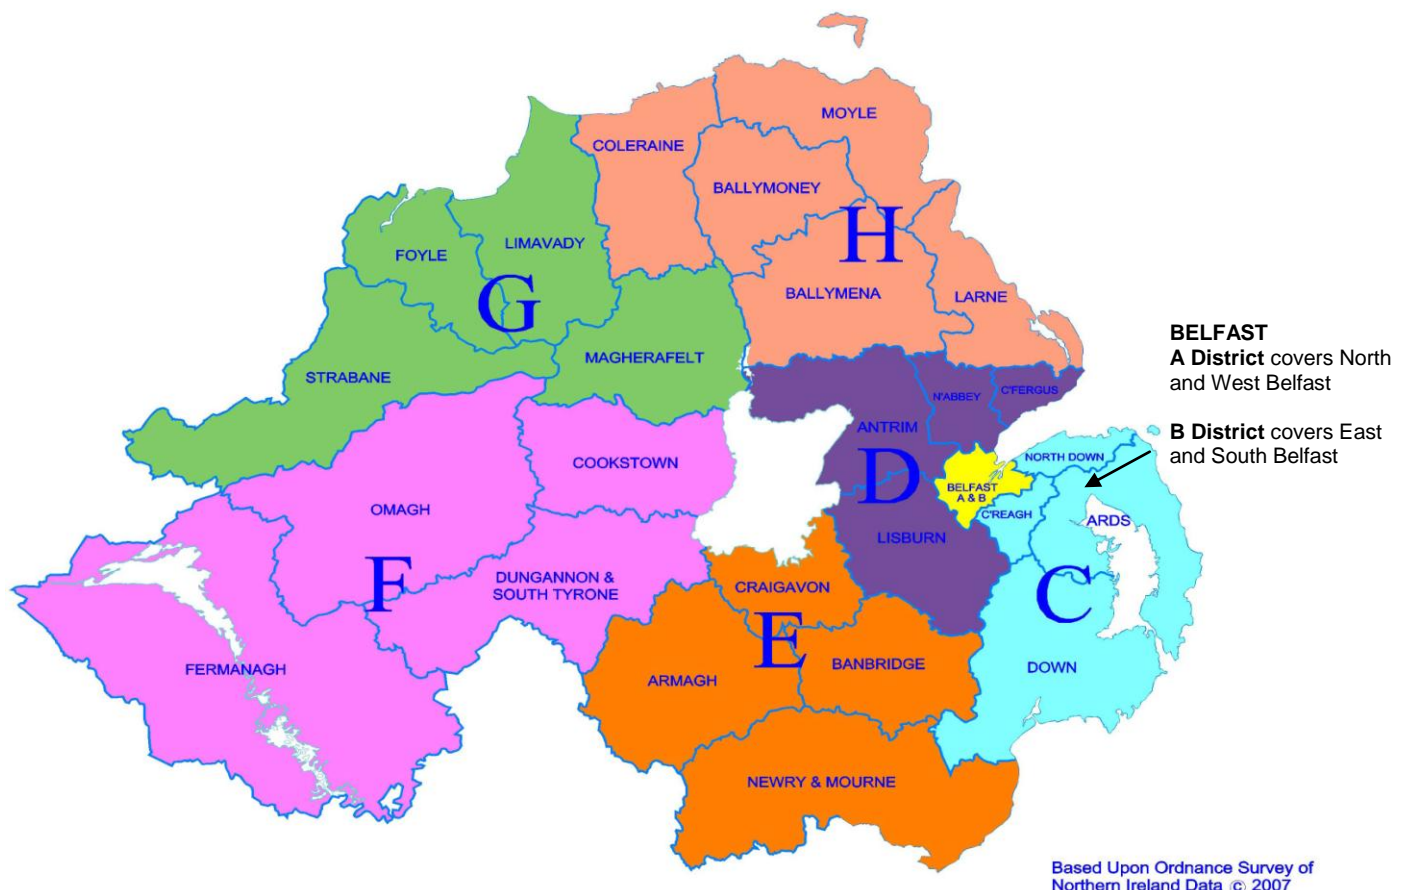 MOYLE
COLERAINE
BALLYMONEY
H
LIMAVADY
FOYLE
G
BALLYMENA
LARNE
MAGHERAFELT
STRABANE
BELFAST
A District covers North
and West Belfast
B District covers East
and South Belfast
C'FERGUS
N'ABBEY
ANTRIM
D
NORTH DOWN
COOKSTOWN
BELFAST
A & B
OMAGH
C'REAGH
ARDS
LISBURN
F
DUNGANNON &
SOUTH TYRONE
CRAIGAVON
C
E
FERMANAGH
ARMAGH
BANBRIDGE
DOWN
NEWRY & MOURNE
Based Upon Ordnance Survey of
Northern Ireland Data © 2007